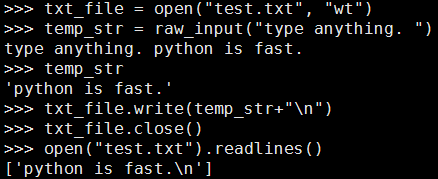 >>> txt_file = open("test.txt", "wt")
>>> temp_str = raw_input("type anything. ")
type anything. python is fast.
>>> temp_str
'python is fast.'
>>> txt_file.write(temp_str+"\n")
>>> txt_file.close()
>>> open("test.txt").readlines()
['python is fast.\n']